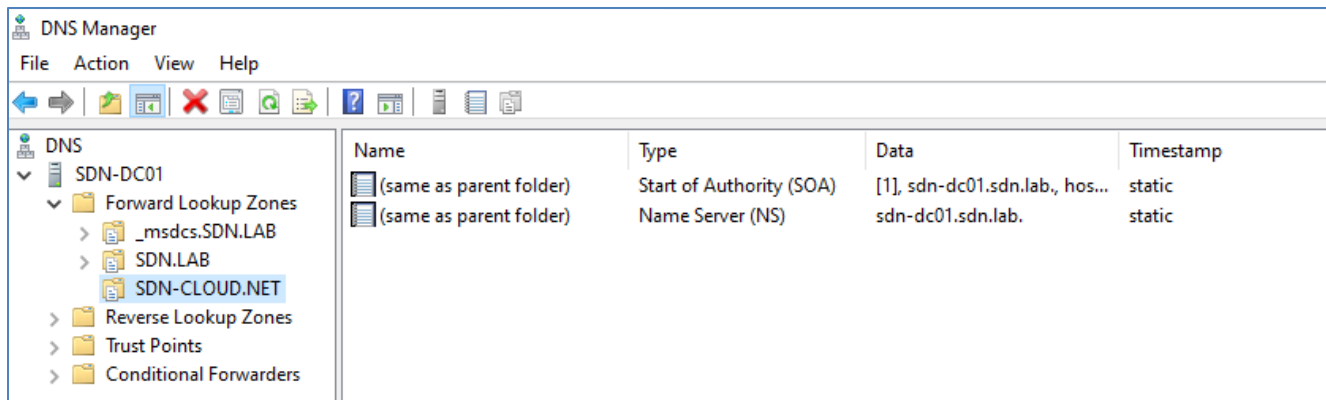 DNS Manager
File Action View Help
DNS
SDN-DC01
Forward Lookup Zones
_msdcs.SDN.LAB
SDN.LAB
SDN-CLOUD.NET
Reverse Lookup Zones
Trust Points
Conditional Forwarders
Name Type Data Timestamp
(same as parent folder) Start of Authority (SOA) [1], sdn-dc01.sdn.lab., hos... static
(same as parent folder) Name Server (NS) sdn-dc01.sdn.lab. static